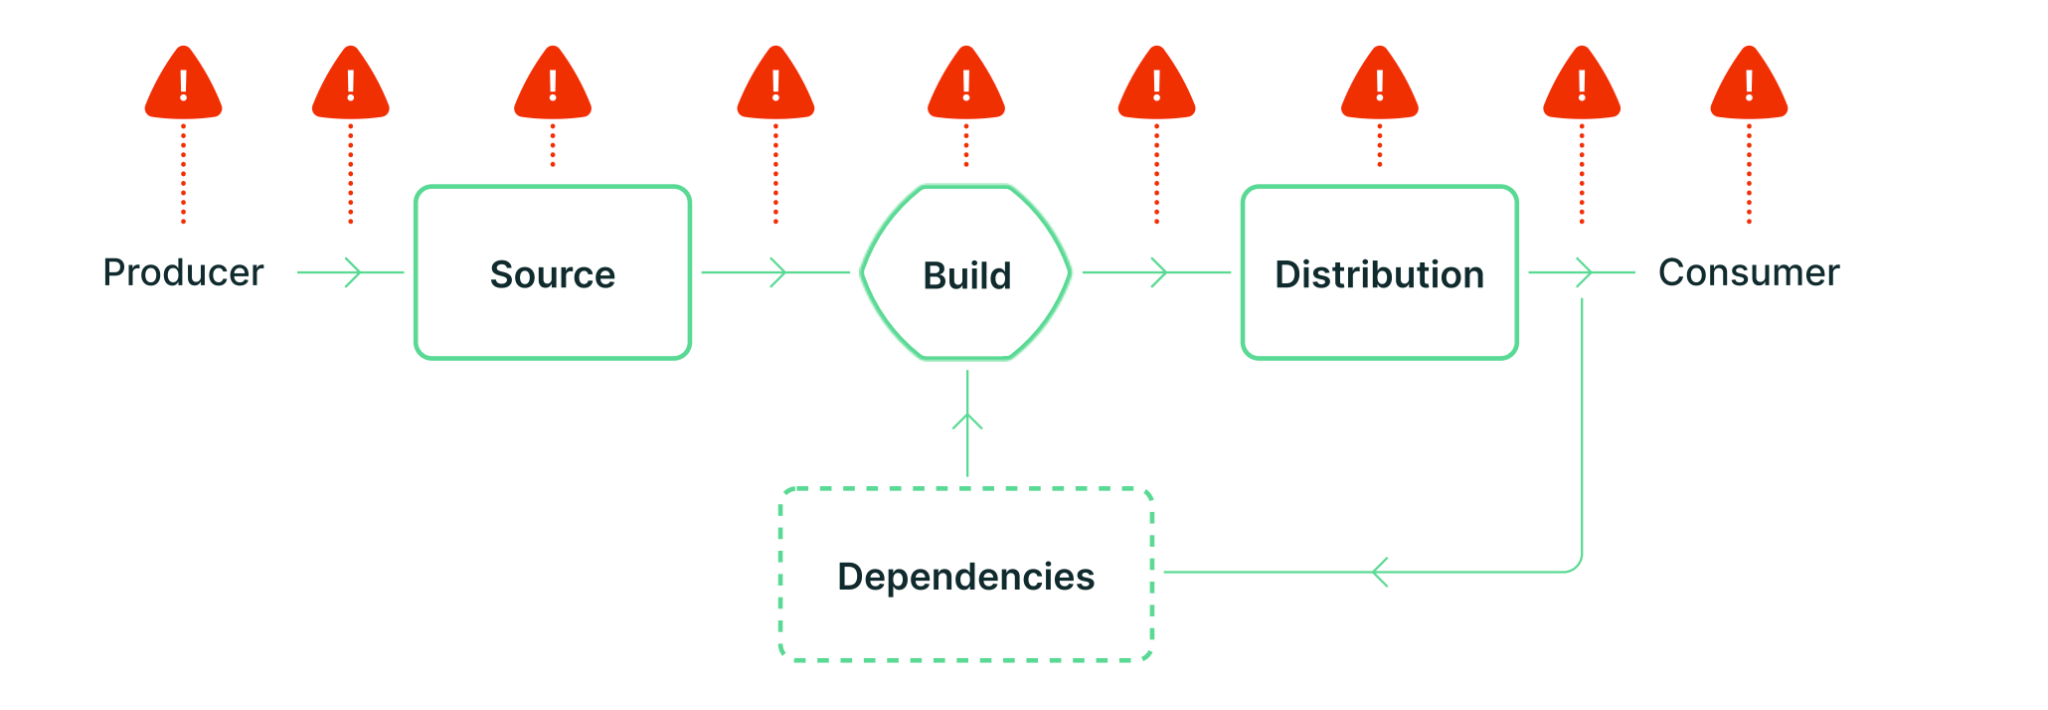 ! ! ! ! ! ! ! ! !
Producer Source Build Distribution Consumer
Dependencies